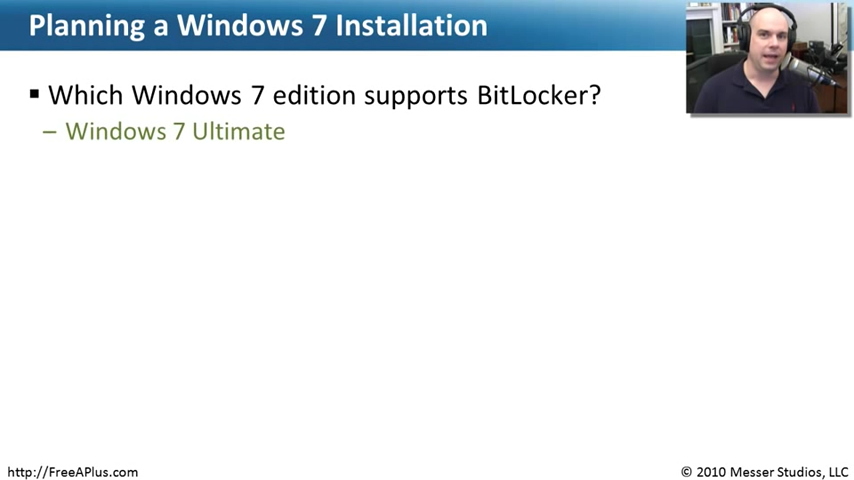 Planning a Windows 7 Installation
▪ Which Windows 7 edition supports BitLocker?
– Windows 7 Ultimate
http://FreeAPlus.com
© 2010 Messer Studios, LLC